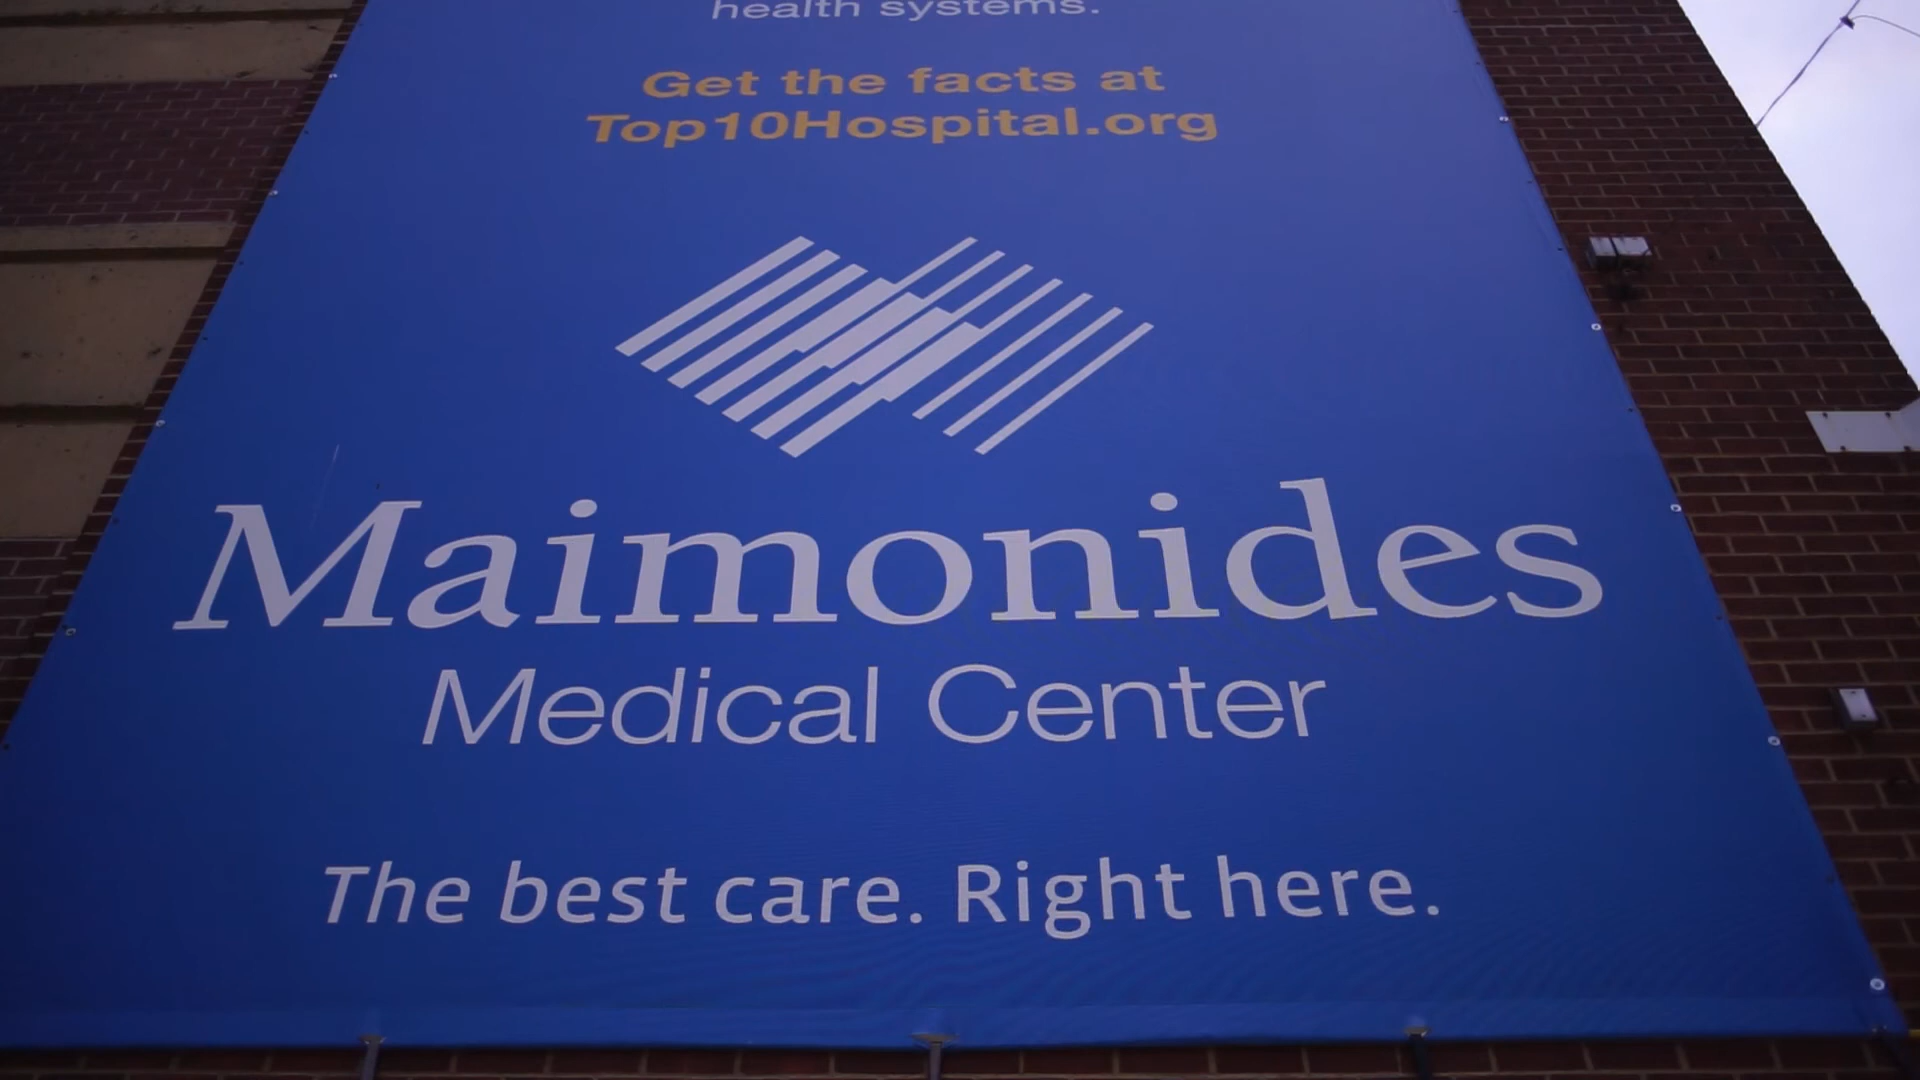 health systems.
Get the facts at
Top10Hospital.org
Maimonides
Medical Center
The best care. Right here.